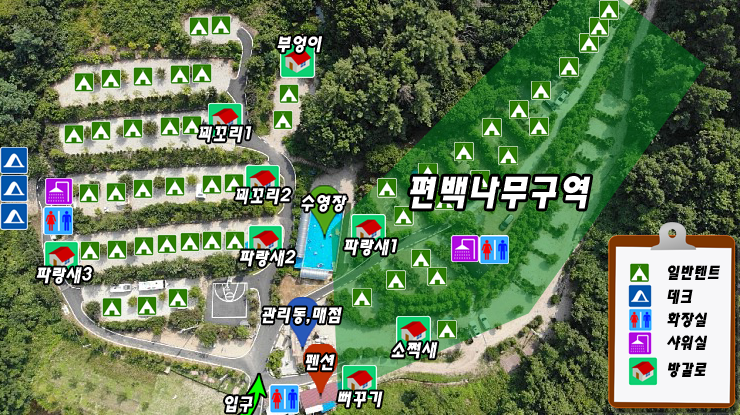 부엉이
꾀꼬리1
꾀꼬리2
수영장
편백나무구역
파랑새1
파랑새2
파랑새3
관리동,매점
소쩍새
펜션
뻐꾸기
입구
일반텐트
데크
화장실
샤워실
방갈로